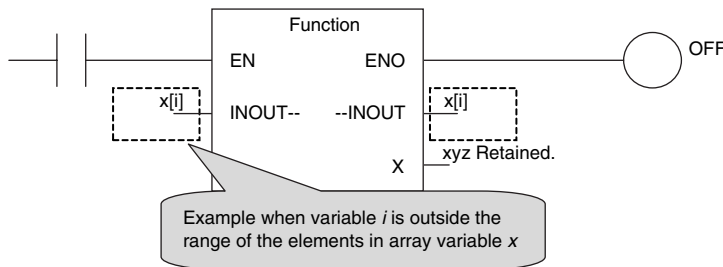 Function
EN ENO OFF
x[i] INOUT-- --INOUT x[i]
X xyz Retained.
Example when variable i is outside the
range of the elements in array variable x